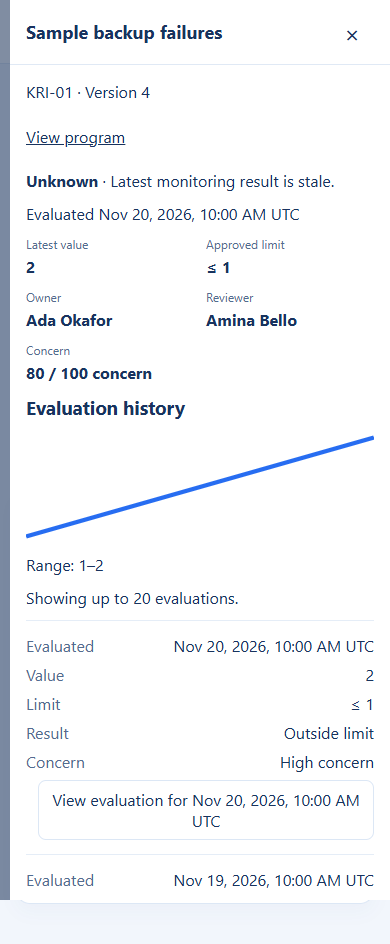 Sample backup failures
×
KRI-01 · Version 4
View program
Unknown · Latest monitoring result is stale.
Evaluated Nov 20, 2026, 10:00 AM UTC
Latest value
Approved limit
2
≤ 1
Owner
Reviewer
Ada Okafor
Amina Bello
Concern
80 / 100 concern
Evaluation history
Range: 1–2
Showing up to 20 evaluations.
Evaluated Nov 20, 2026, 10:00 AM UTC
Value 2
Limit ≤ 1
Result Outside limit
Concern High concern
View evaluation for Nov 20, 2026, 10:00 AM
UTC
Evaluated Nov 19, 2026, 10:00 AM UTC